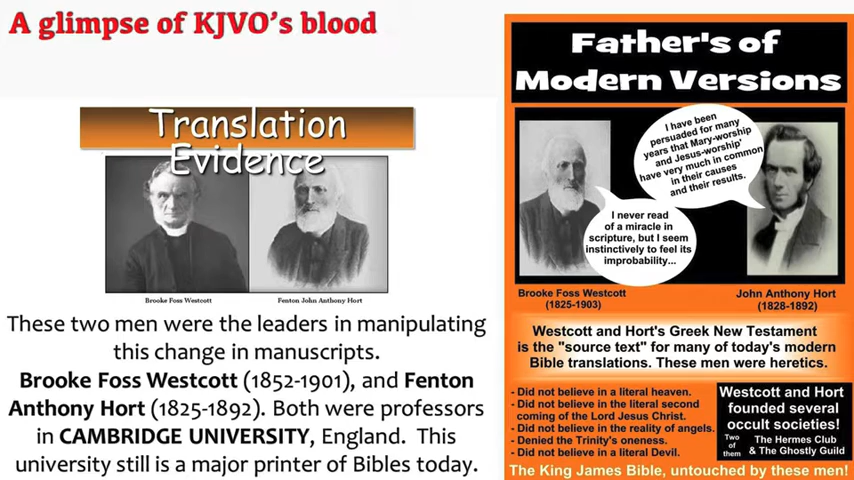 A glimpse of KJVO's blood
Translation
Evidence
Brooke Foss Westcott
Fenton John Anthony Hort
These two men were the leaders in manipulating
this change in manuscripts.
Brooke Foss Westcott (1852-1901), and Fenton
Anthony Hort (1825-1892). Both were professors
in CAMBRIDGE UNIVERSITY, England. This
university still is a major printer of Bibles today.
Father's of
Modern Versions
I have been
persuaded for many
years that Mary-worship
and Jesus-worship'
have very much in common
in their causes
and their results.
I never read
of a miracle in
scripture, but I seem
instinctively to feel its
improbability...
Brooke Foss Westcott
(1825-1903)
John Anthony Hort
(1828-1892)
Westcott and Hort's Greek New Testament
is the "source text" for many of today's modern
Bible translations. These men were heretics.
- Did not believe in a literal heaven.
- Did not believe in the literal second
coming of the Lord Jesus Christ.
- Did not believe in the reality of angels.
- Denied the Trinity's oneness.
- Did not believe in a literal Devil.
Westcott and Hort
founded several
occult societies!
Two
of
them
The Hermes Club
& The Ghostly Guild
The King James Bible, untouched by these men!